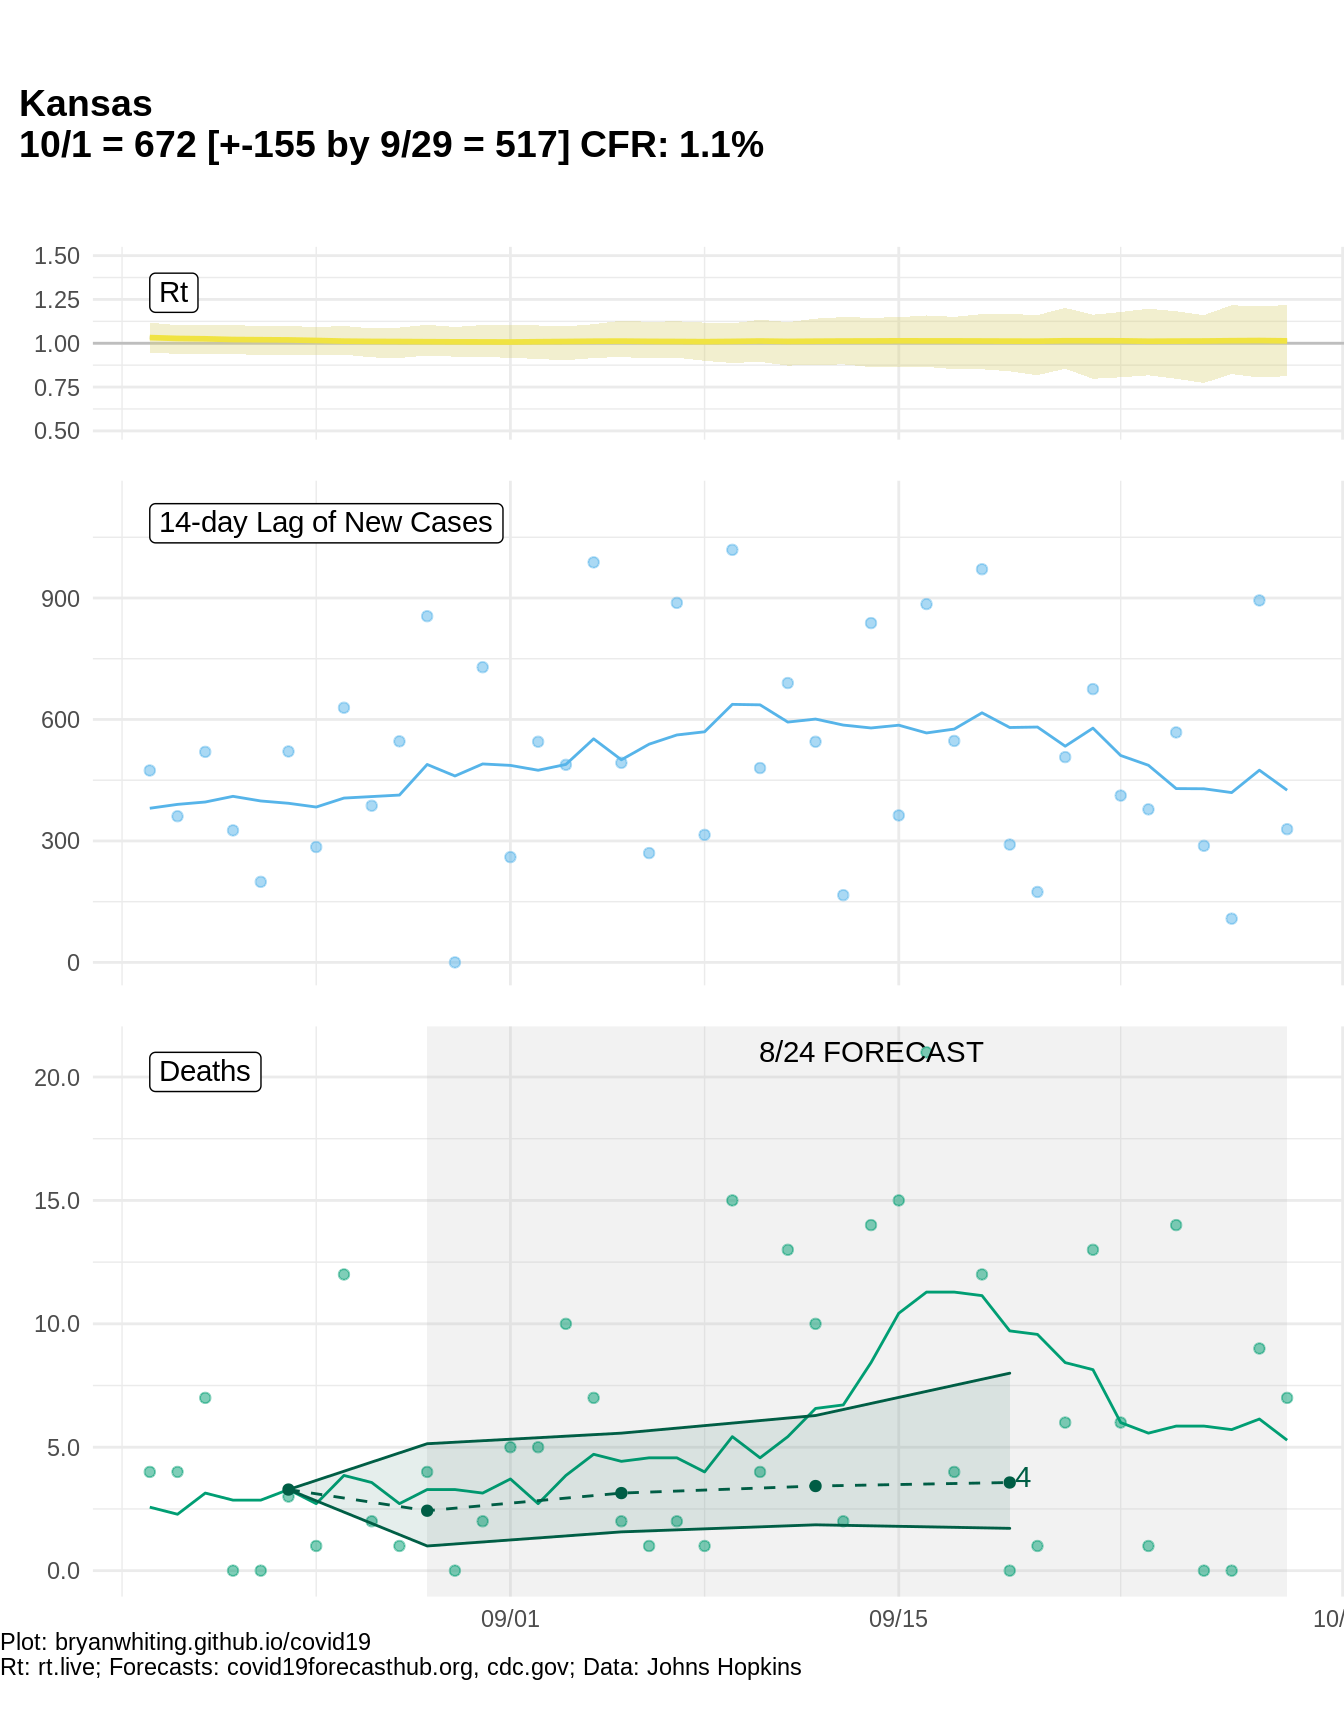 Kansas
10/1 = 672 [+-155 by 9/29 = 517] CFR: 1.1%
1.50
Rt
1.25
1.00
0.75
0.50
14-day Lag of New Cases
900
600
300
0
8/24 FORECAST
Deaths
20.0
15.0
10.0
5.0
4
0.0
09/01
09/15
10/
Plot: bryanwhiting.github.io/covid19
Rt: rt.live; Forecasts: covid19forecasthub.org, cdc.gov; Data: Johns Hopkins